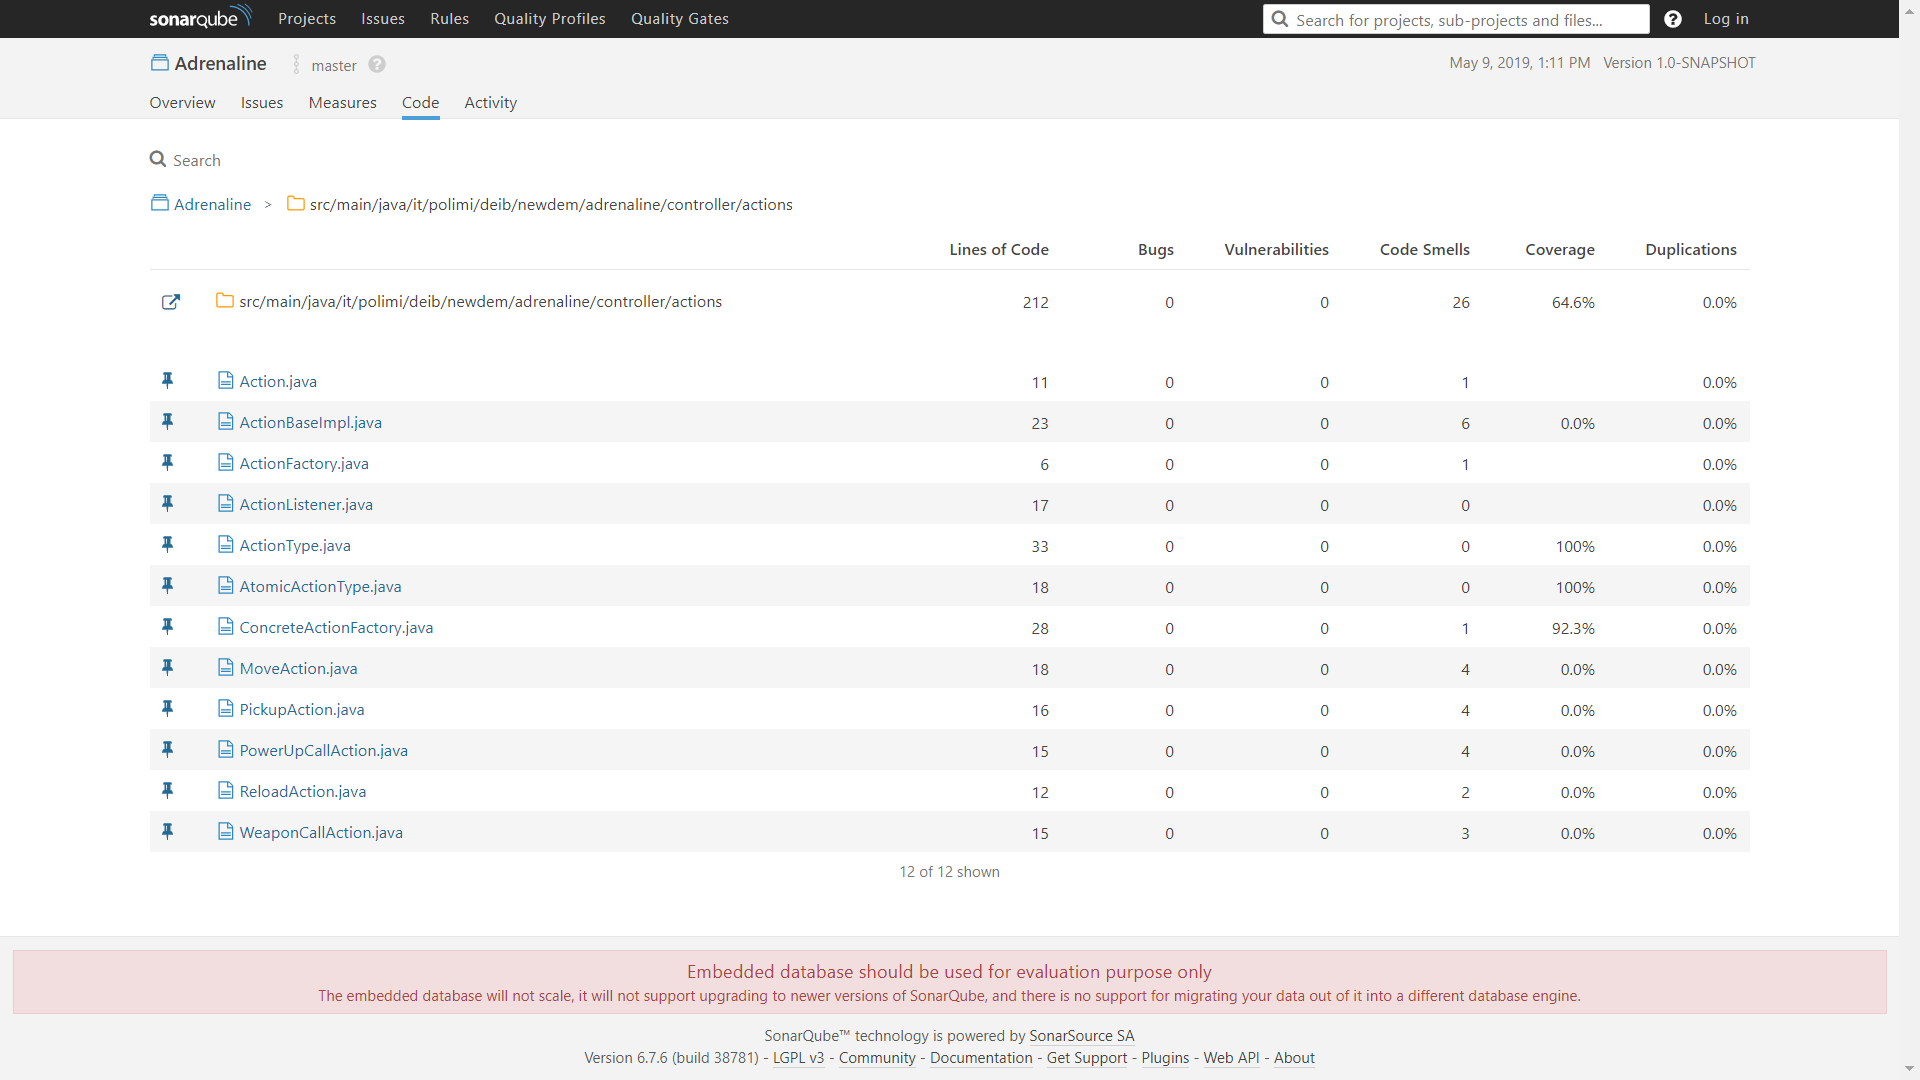 sonarqube Projects Issues Rules Quality Profiles Quality Gates Search for projects, sub-projects and files... ? Log in
Adrenaline master ? May 9, 2019, 1:11 PM Version 1.0-SNAPSHOT
Overview Issues Measures Code Activity
Search
Adrenaline > src/main/java/it/polimi/deib/newdem/adrenaline/controller/actions
Lines of Code Bugs Vulnerabilities Code Smells Coverage Duplications
src/main/java/it/polimi/deib/newdem/adrenaline/controller/actions 212 0 0 26 64.6% 0.0%
Action.java 11 0 0 1 0.0%
ActionBaseImpl.java 23 0 0 6 0.0% 0.0%
ActionFactory.java 6 0 0 1 0.0%
ActionListener.java 17 0 0 0 0.0%
ActionType.java 33 0 0 0 100% 0.0%
AtomicActionType.java 18 0 0 0 100% 0.0%
ConcreteActionFactory.java 28 0 0 1 92.3% 0.0%
MoveAction.java 18 0 0 4 0.0% 0.0%
PickupAction.java 16 0 0 4 0.0% 0.0%
PowerUpCallAction.java 15 0 0 4 0.0% 0.0%
ReloadAction.java 12 0 0 2 0.0% 0.0%
WeaponCallAction.java 15 0 0 3 0.0% 0.0%
12 of 12 shown
Embedded database should be used for evaluation purpose only
The embedded database will not scale, it will not support upgrading to newer versions of SonarQube, and there is no support for migrating your data out of it into a different database engine.
SonarQube™ technology is powered by SonarSource SA
Version 6.7.6 (build 38781) - LGPL v3 - Community - Documentation - Get Support - Plugins - Web API - About